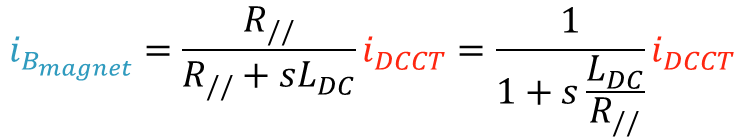 i_{B_{magnet}} = \frac{R_{//}}{R_{//} + sL_{DC}} i_{DCCT} = \frac{1}{1 + s\frac{L_{DC}}{R_{//}}} i_{DCCT}